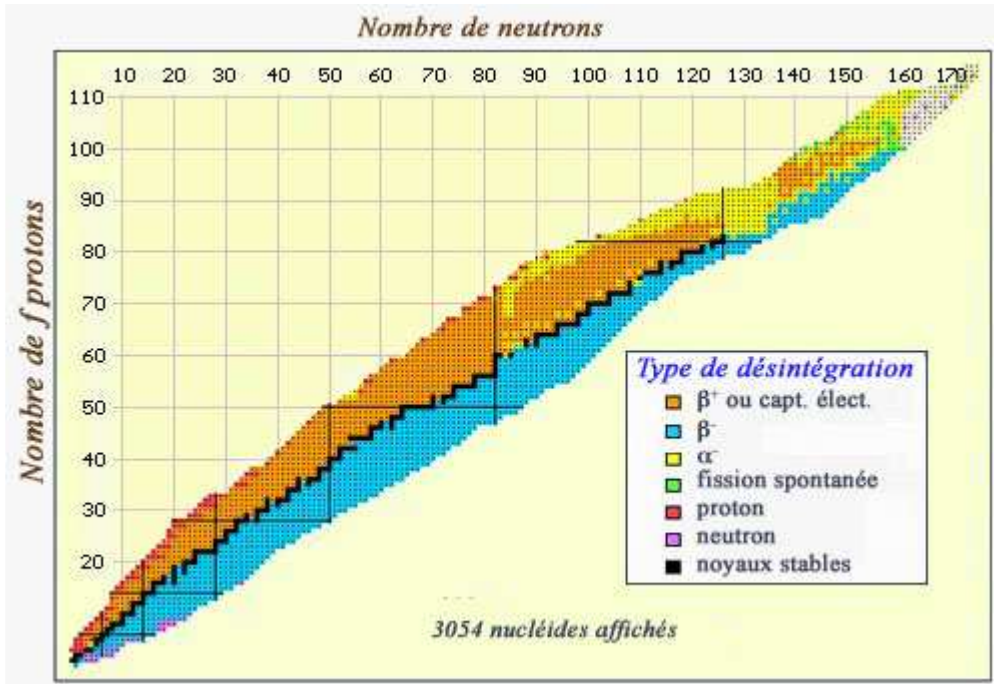 Nombre de neutrons
10 20 30 40 50 60 70 80 90 100 110 120 130 140 150 160 170
110
100
90
80
70
60
50
40
30
20
Nombre de f protons
Type de désintégration
β⁺ ou capt. élect.
β⁻
α
fission spontanée
proton
neutron
noyaux stables
3054 nucléides affichés